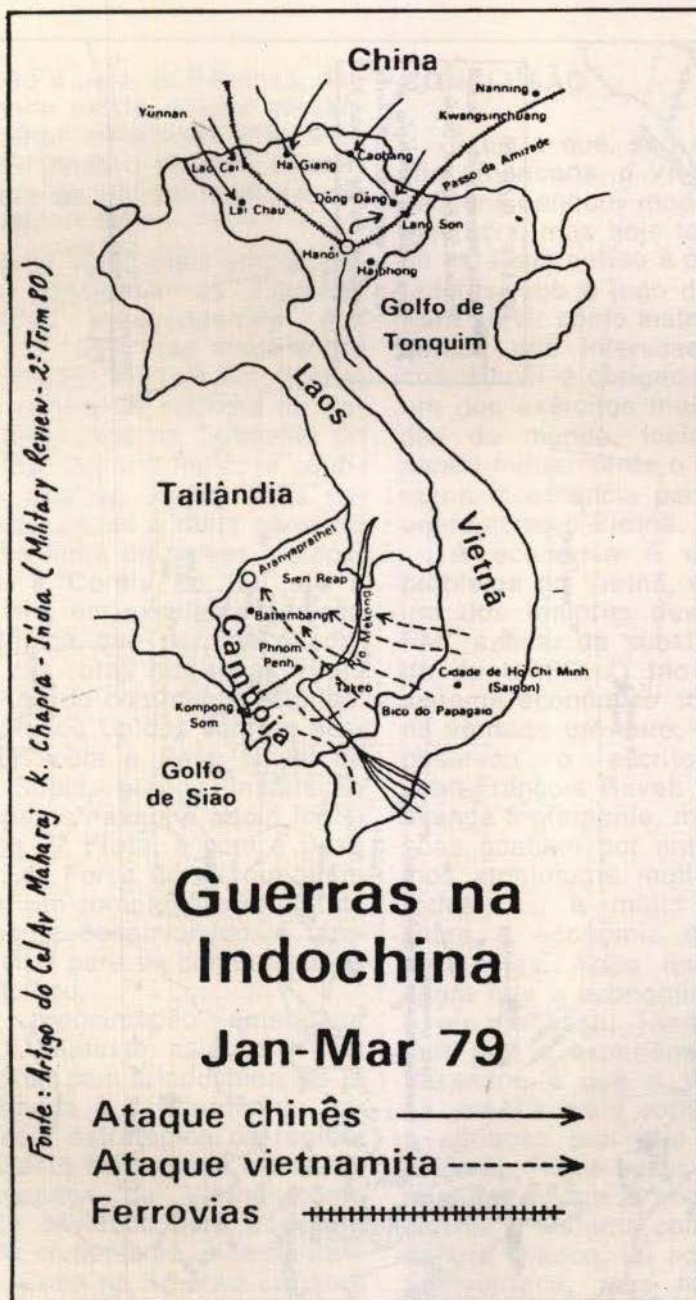 China
Nanning
Kwangsinchuang
Yünnan
Passo da Amizade
Lao Cai
Ha Giang
Caobang
Lai Chau
Dong Dang
Lang Son
Hanói
Haiphong
Golfo de
Tonquim
Laos
Tailândia
Vietnã
Aranyaprathet
Sien Reap
Battembang
Rio Mekong
Camboja
Phnom
Penh
Takeo
Cidade de Ho Chi Minh
(Saigon)
Kompong
Som
Bico do Papagaio
Golfo
de Sião
Guerras na
Indochina
Jan-Mar 79
Ataque chinês
Ataque vietnamita
Ferrovias
Fonte: Artigo do Cel Av Maharaj K. Chapra - Índia (Military Review - 2º Trim 80)